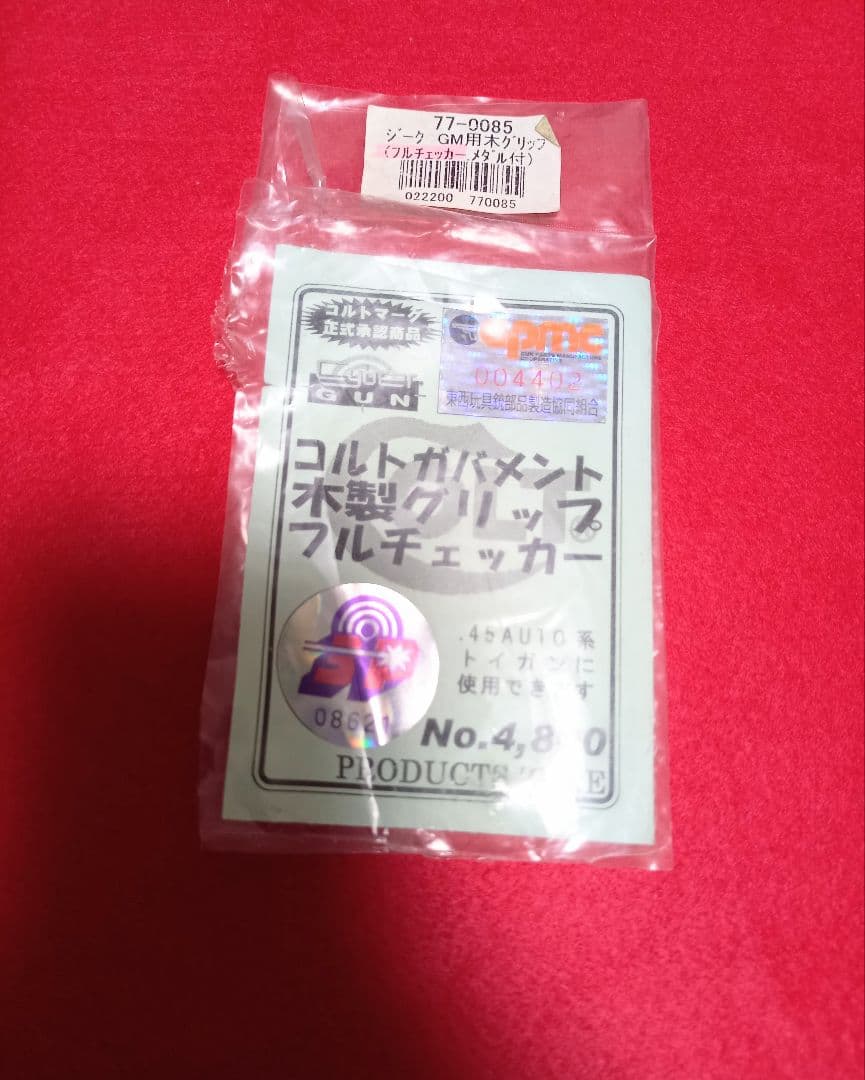 77-0085
ジーク GM用木グリップ
(フルチェッカー,メダル付)
022200 770085
コルトマーク
正式承認商品
cpmc
004402
東西玩具銃部品製造協同組合
GUN
コルトガバメント
木製グリップ
フルチェッカー
.45AUTO系
トイガンに
使用できます
No.4,8
PRODUCTS